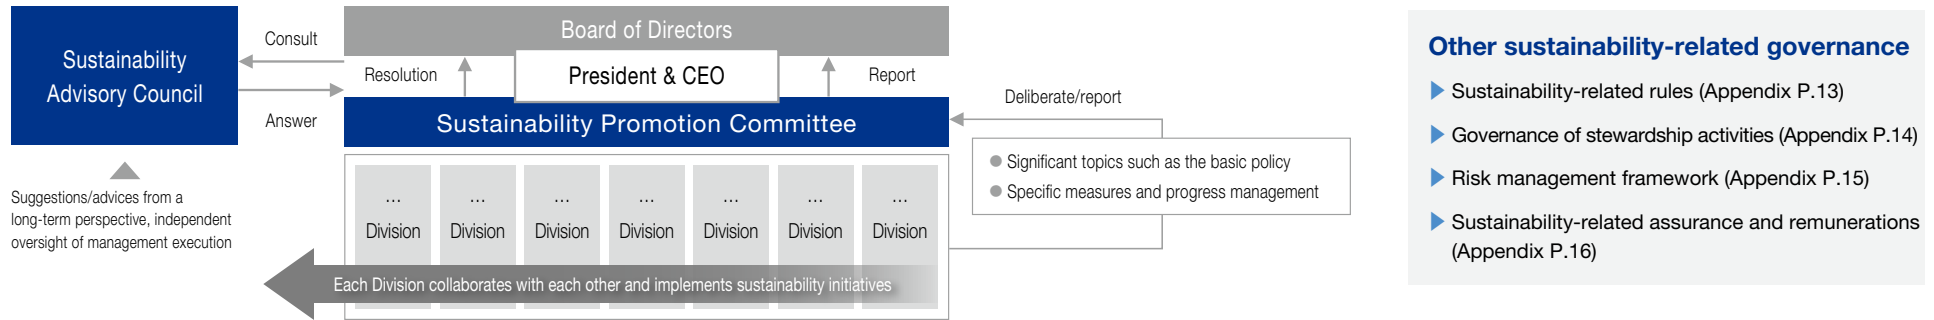 Sustainability
Advisory Council
Suggestions/advices from a
long-term perspective, independent
oversight of management execution
Consult
Answer
Board of Directors
Resolution
President & CEO
Report
Sustainability Promotion Committee
... Division
... Division
... Division
... Division
... Division
... Division
... Division
Each Division collaborates with each other and implements sustainability initiatives
Deliberate/report
● Significant topics such as the basic policy
● Specific measures and progress management
Other sustainability-related governance
▶ Sustainability-related rules (Appendix P.13)
▶ Governance of stewardship activities (Appendix P.14)
▶ Risk management framework (Appendix P.15)
▶ Sustainability-related assurance and remunerations
(Appendix P.16)